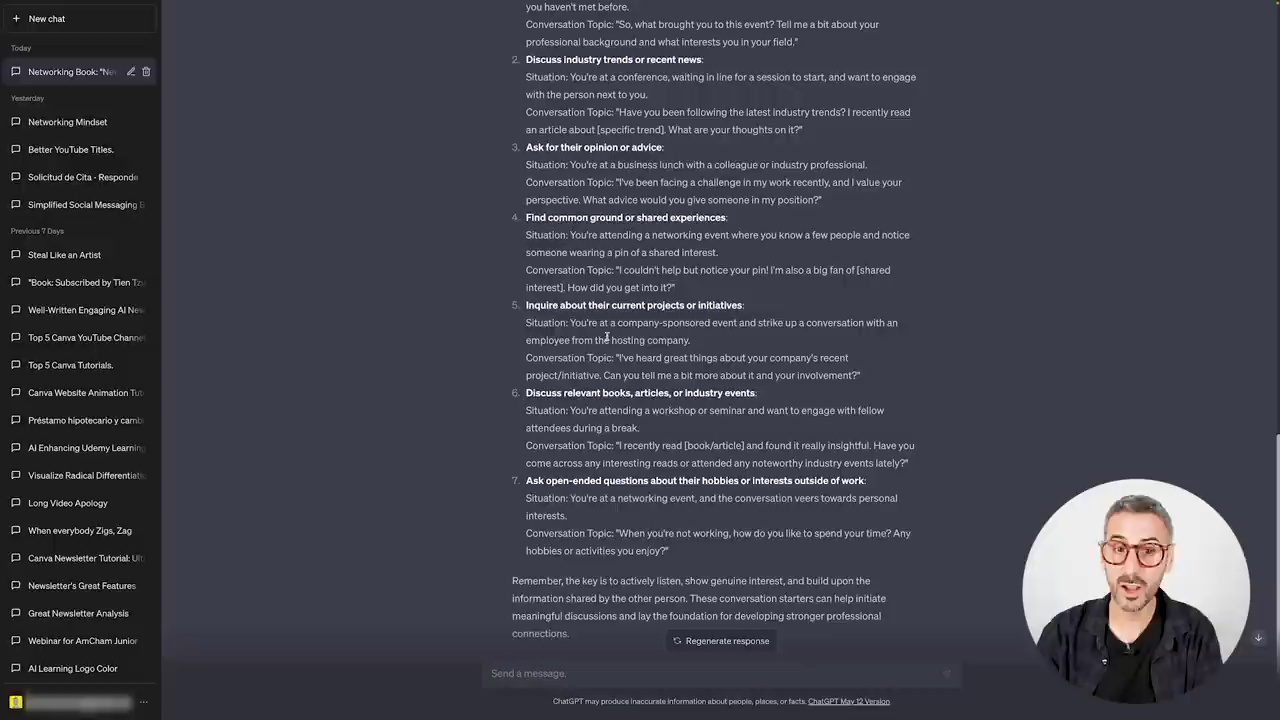 New chat
Today
Networking Book: "Ne
Yesterday
Networking Mindset
Better YouTube Titles.
Solicitud de Cita - Responde
Simplified Social Messaging E
Previous 7 Days
Steal Like an Artist
"Book: Subscribed by Tien Tz
Well-Written Engaging AI New
Top 5 Canva YouTube Channe
Top 5 Canva Tutorials.
Canva Website Animation Tut
Préstamo hipotecario y camb
AI Enhancing Udemy Learning
Visualize Radical Differentiati
Long Video Apology
When everybody Zigs, Zag
Canva Newsletter Tutorial: Ult
Newsletter's Great Features
Great Newsletter Analysis
Webinar for AmCham Junior
AI Learning Logo Color
you haven't met before.
Conversation Topic: "So, what brought you to this event? Tell me a bit about your
professional background and what interests you in your field."
2. Discuss industry trends or recent news:
Situation: You're at a conference, waiting in line for a session to start, and want to engage
with the person next to you.
Conversation Topic: "Have you been following the latest industry trends? I recently read
an article about [specific trend]. What are your thoughts on it?"
3. Ask for their opinion or advice:
Situation: You're at a business lunch with a colleague or industry professional.
Conversation Topic: "I've been facing a challenge in my work recently, and I value your
perspective. What advice would you give someone in my position?"
4. Find common ground or shared experiences:
Situation: You're attending a networking event where you know a few people and notice
someone wearing a pin of a shared interest.
Conversation Topic: "I couldn't help but notice your pin! I'm also a big fan of [shared
interest]. How did you get into it?"
5. Inquire about their current projects or initiatives:
Situation: You're at a company-sponsored event and strike up a conversation with an
employee from the hosting company.
Conversation Topic: "I've heard great things about your company's recent
project/initiative. Can you tell me a bit more about it and your involvement?"
6. Discuss relevant books, articles, or industry events:
Situation: You're attending a workshop or seminar and want to engage with fellow
attendees during a break.
Conversation Topic: "I recently read [book/article] and found it really insightful. Have you
come across any interesting reads or attended any noteworthy industry events lately?"
7. Ask open-ended questions about their hobbies or interests outside of work:
Situation: You're at a networking event, and the conversation veers towards personal
interests.
Conversation Topic: "When you're not working, how do you like to spend your time? Any
hobbies or activities you enjoy?"
Remember, the key is to actively listen, show genuine interest, and build upon the
information shared by the other person. These conversation starters can help initiate
meaningful discussions and lay the foundation for developing stronger professional
connections.
Regenerate response
Send a message.
ChatGPT may produce inaccurate information about people, places, or facts. ChatGPT May 12 Version